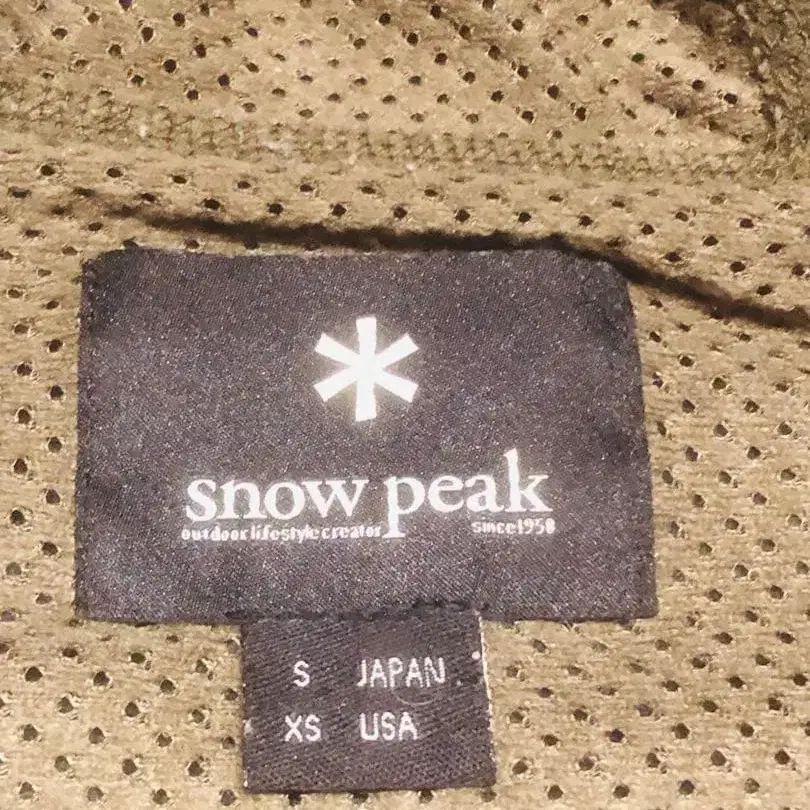 snow peak
outdoor lifestyle creator since1958
S JAPAN
XS USA